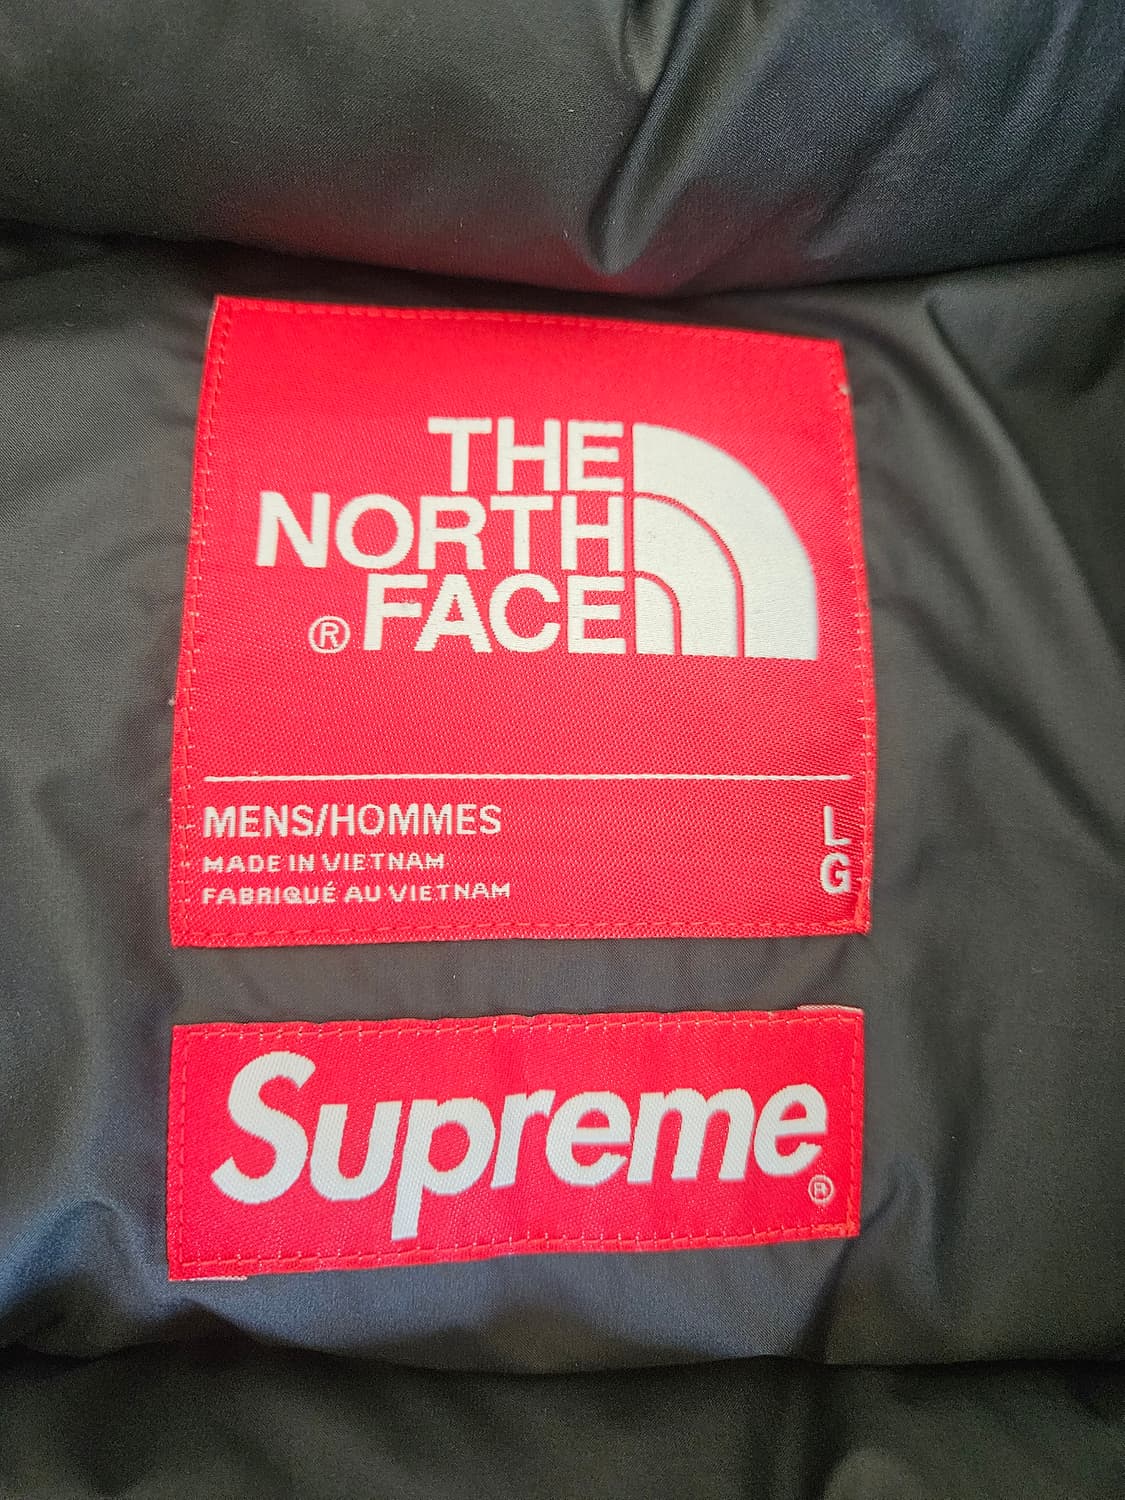 THE
NORTH
® FACE
MENS/HOMMES L
MADE IN VIETNAM G
FABRIQUÉ AU VIETNAM
Supreme ®